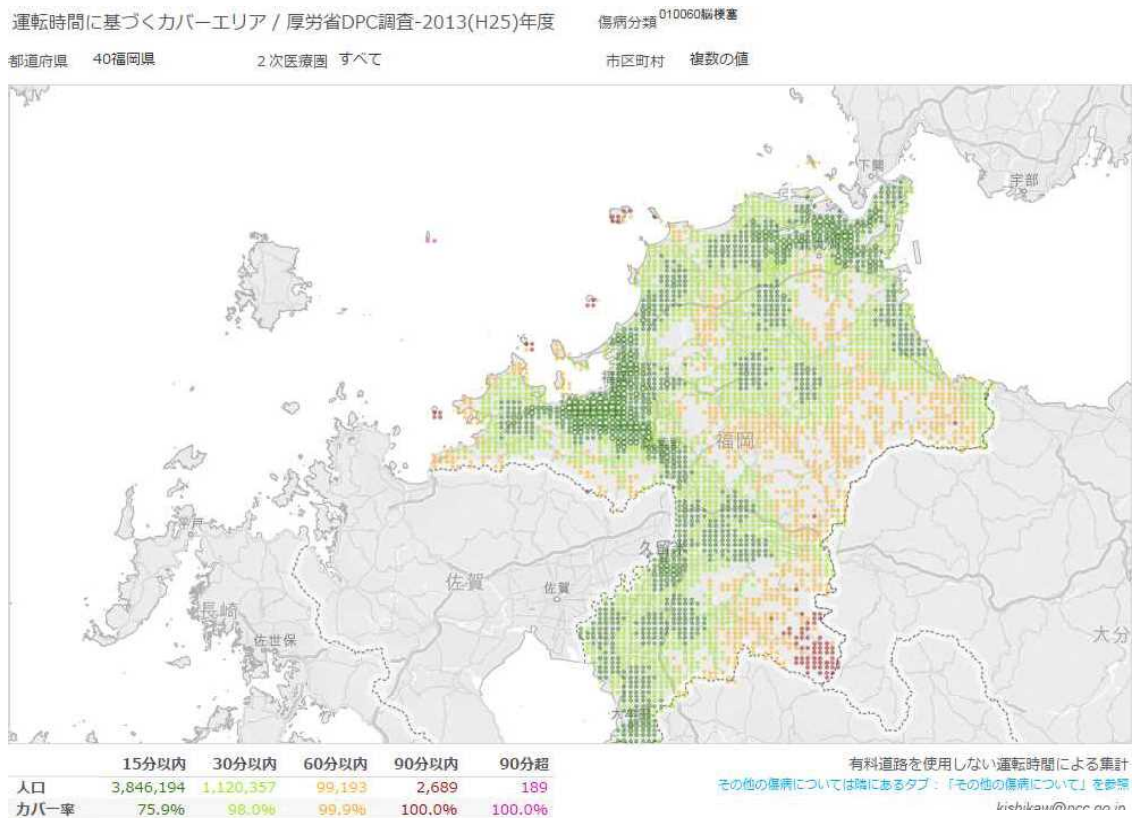 運転時間に基づくカバーエリア / 厚労省DPC調査-2013(H25)年度 傷病分類 010060脳梗塞
都道府県 40福岡県 2次医療圏 すべて 市区町村 複数の値
下関
宇部
福岡
久留米
佐賀
佐賀
長崎
佐世保
大分
15分以内 30分以内 60分以内 90分以内 90分超
人口 3,846,194 1,120,357 99,193 2,689 189
カバー率 75.9% 98.0% 99.9% 100.0% 100.0%
有料道路を使用しない運転時間による集計
その他の傷病については隣にあるタブ：「その他の傷病について」を参照